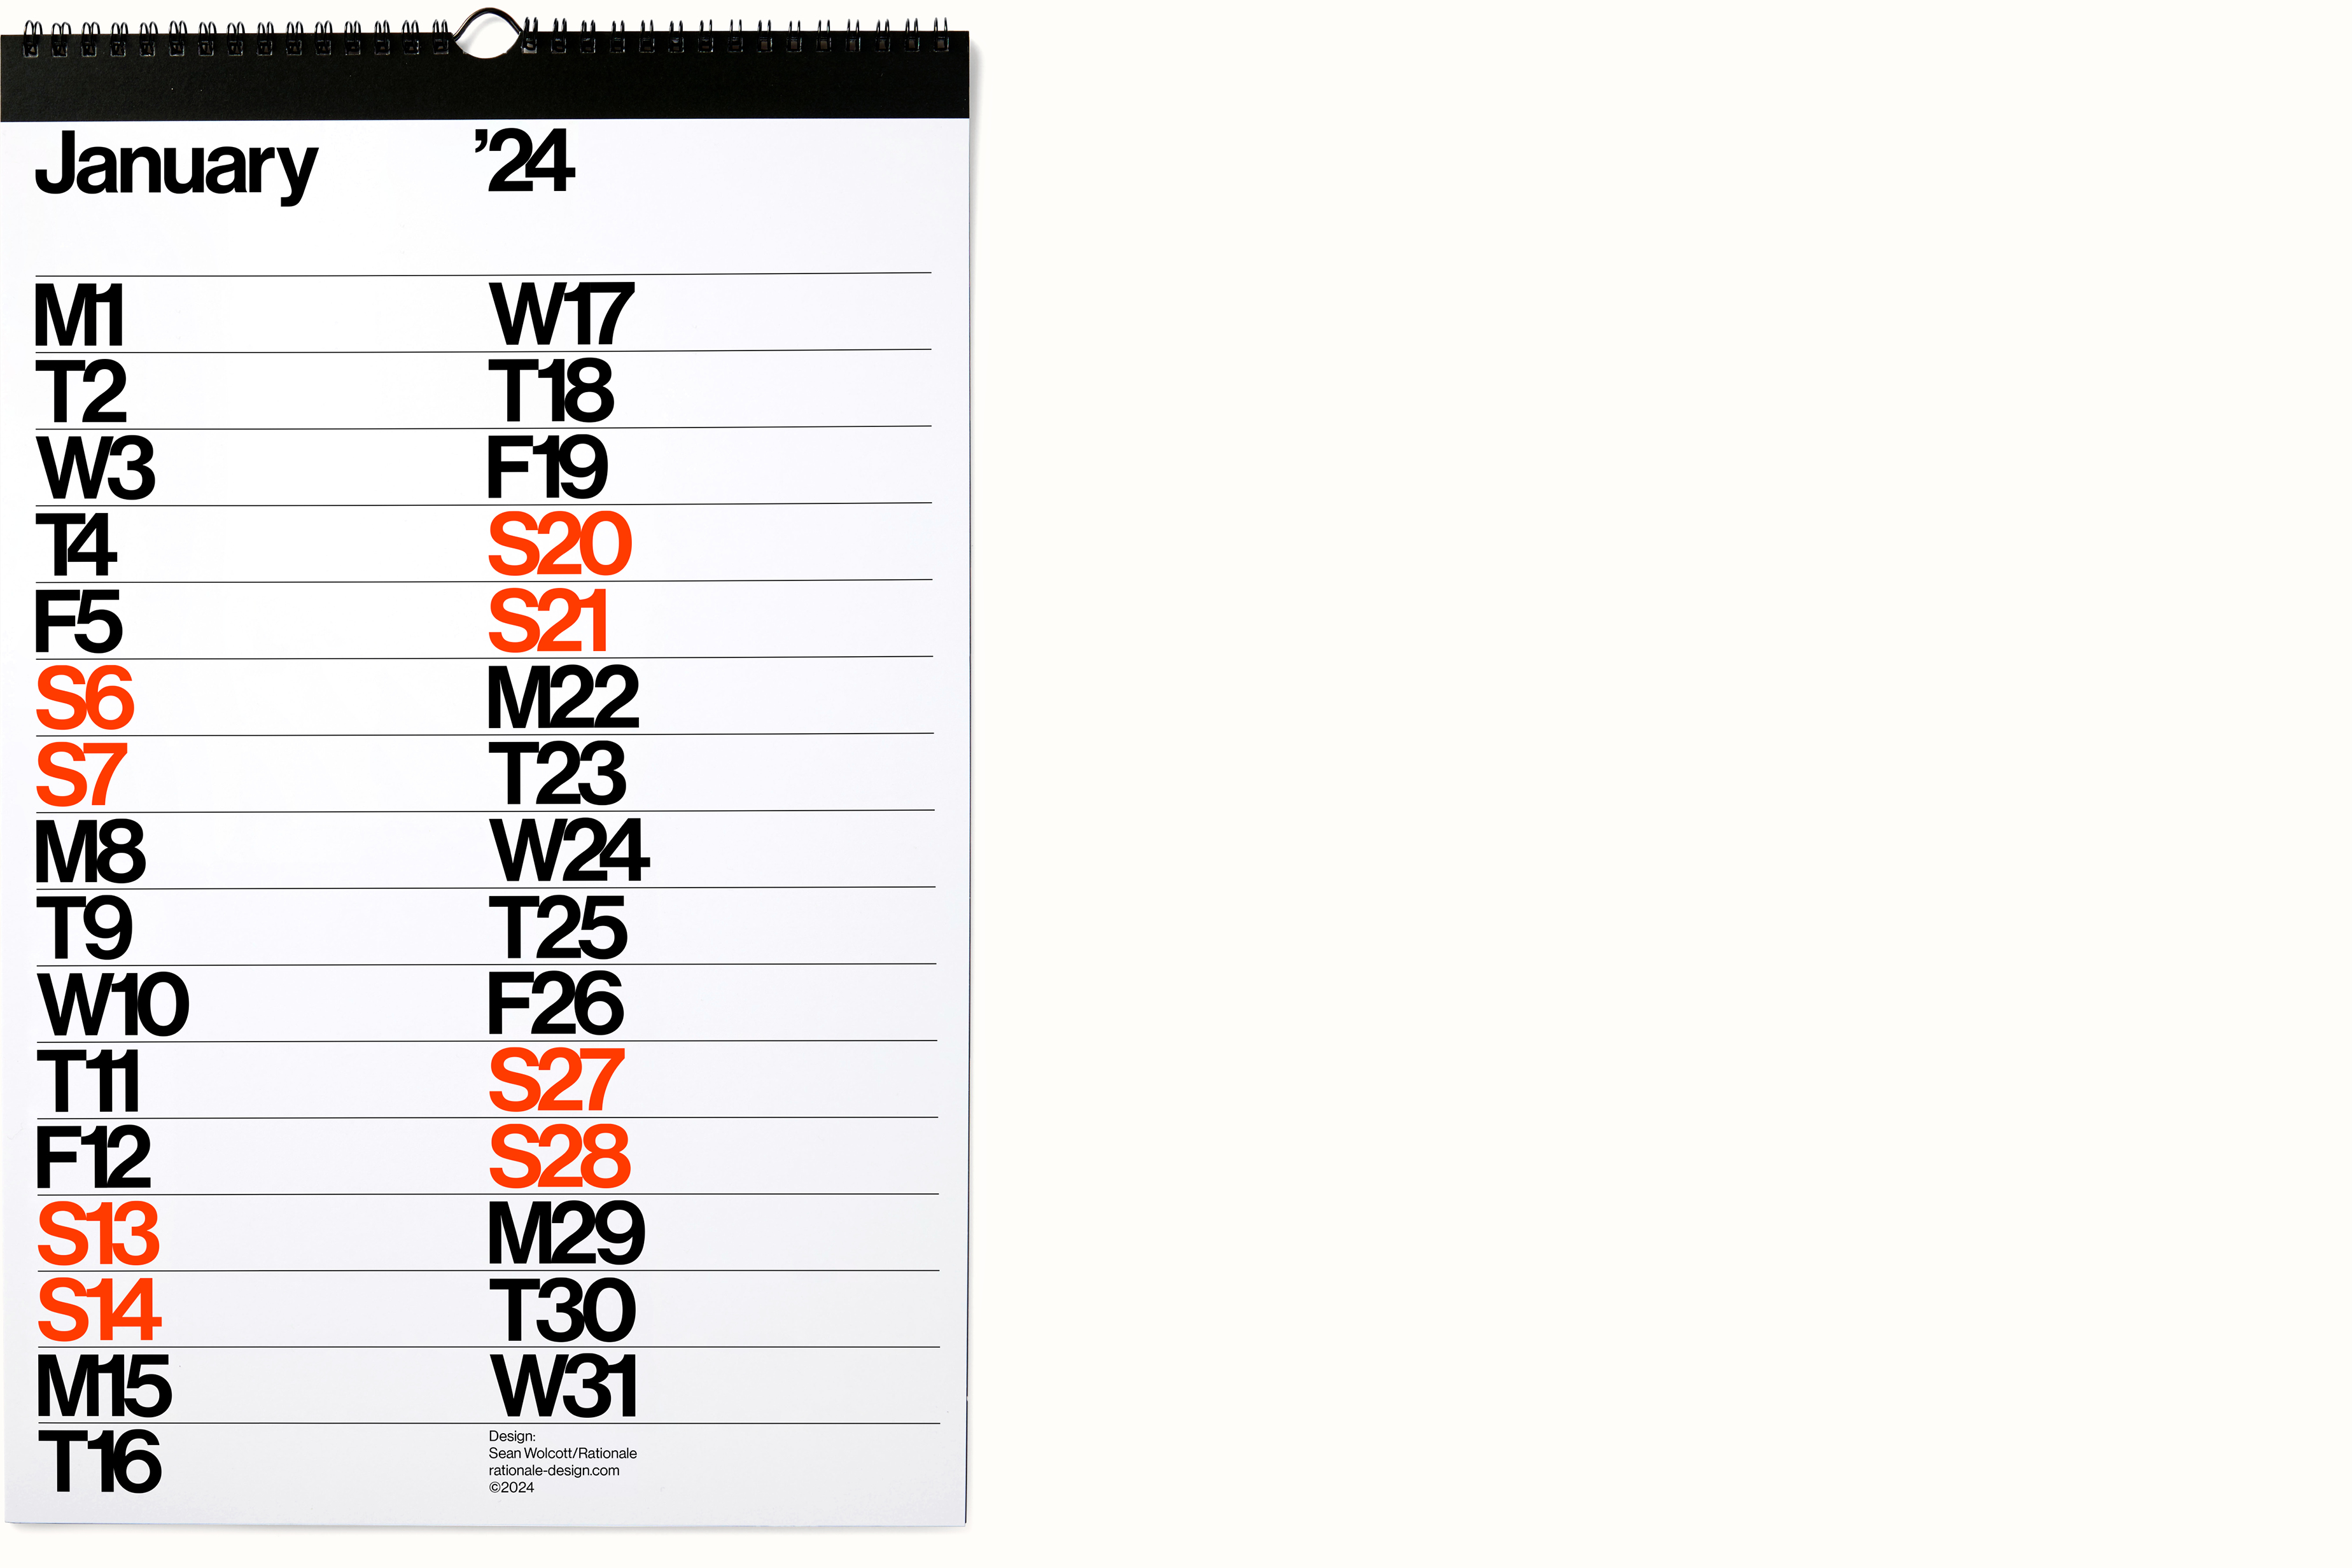 January ’24
M1
T2
W3
T4
F5
S6
S7
M8
T9
W10
T11
F12
S13
S14
M15
T16
W17
T18
F19
S20
S21
M22
T23
W24
T25
F26
S27
S28
M29
T30
W31
Design:
Sean Wolcott/Rationale
rationale-design.com
©2024